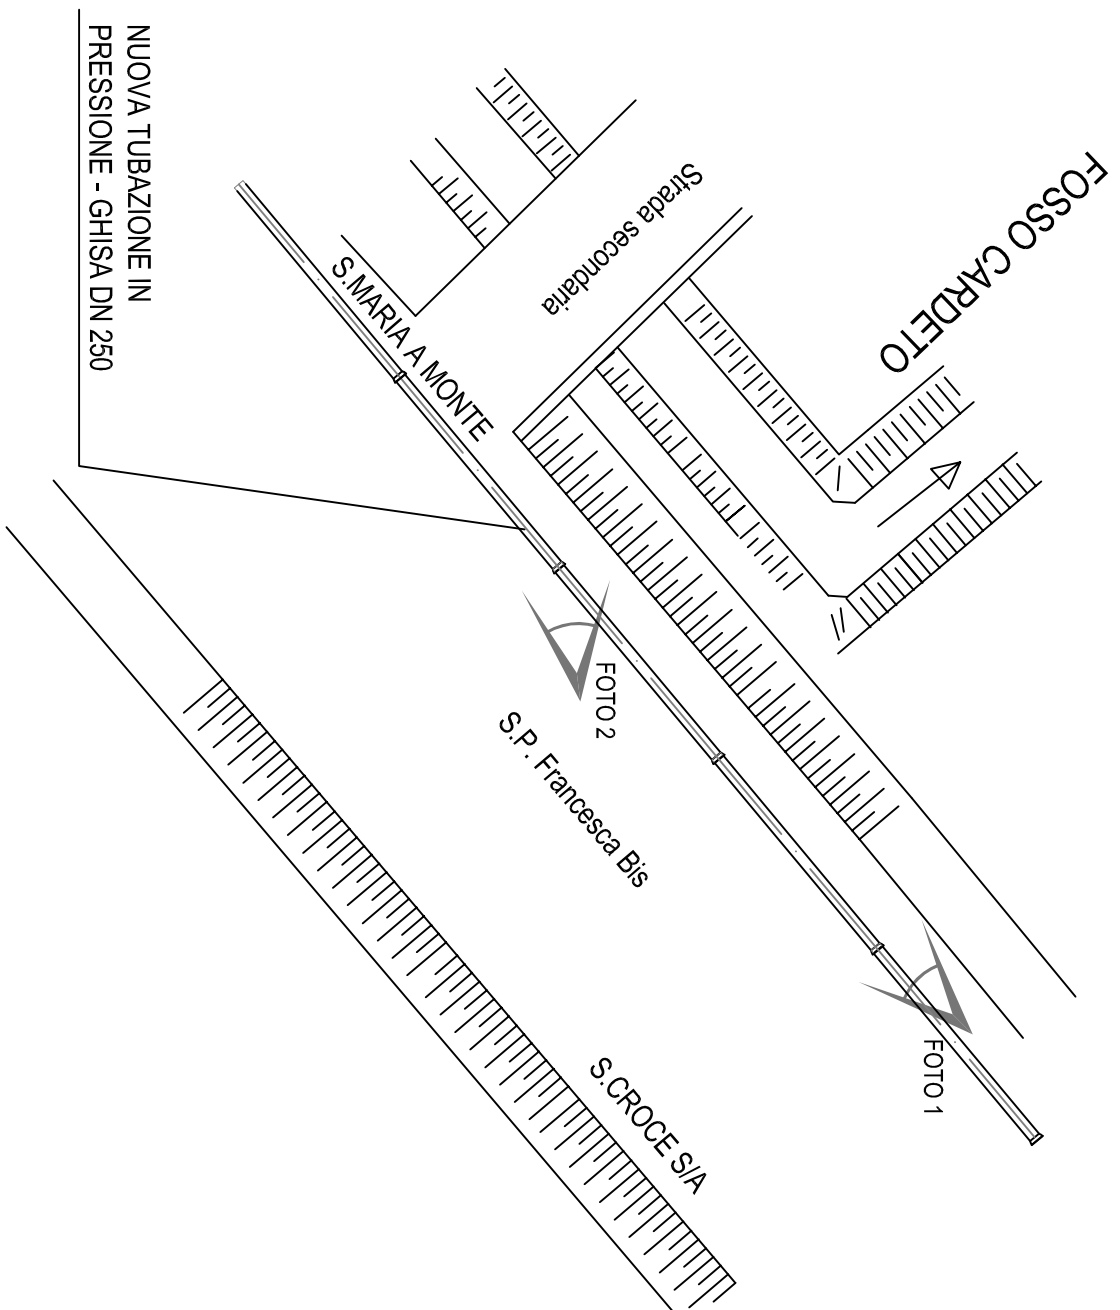 NUOVA TUBAZIONE IN
PRESSIONE - GHISA DN 250
FOSSO CARDETO
Strada secondaria
S.MARIA A MONTE
FOTO 2
S.P. Francesca Bis
FOTO 1
S.CROCE S/A